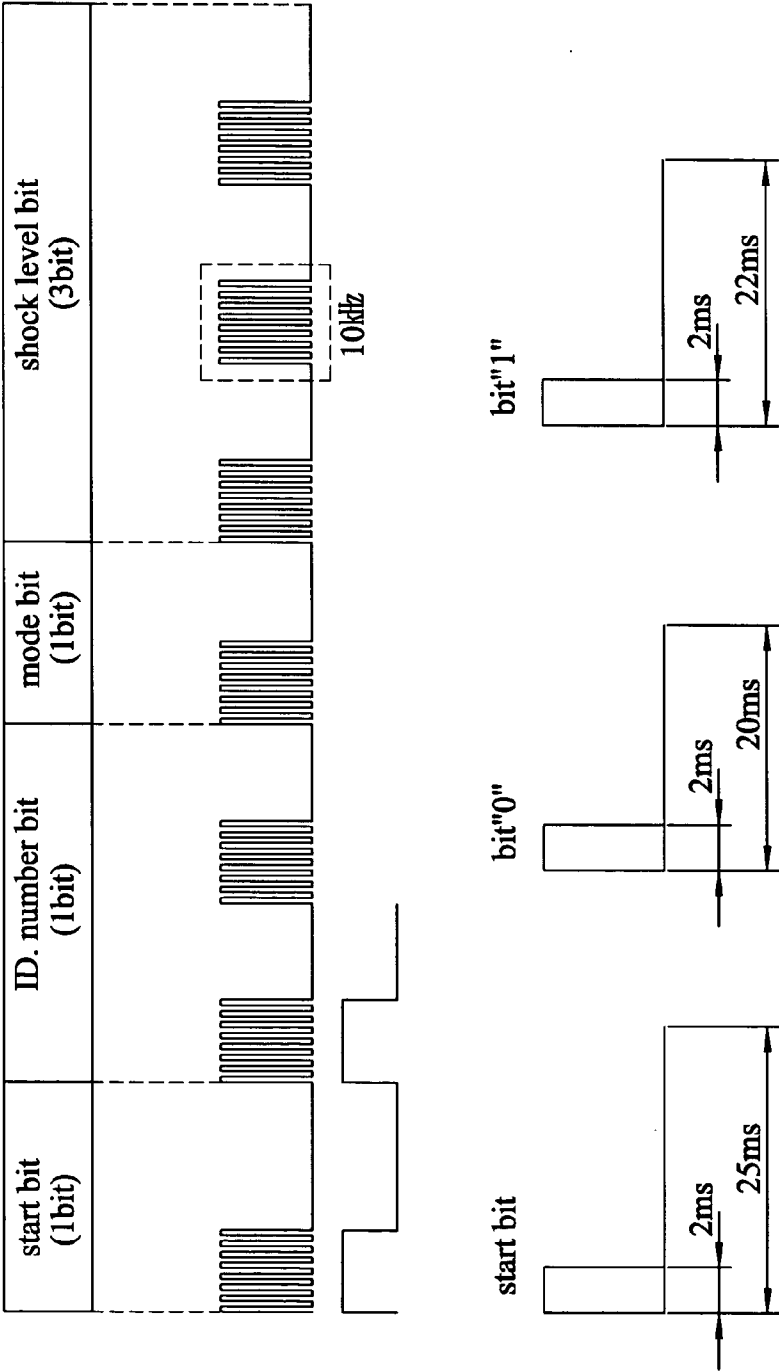 start bit
(1bit)
ID. number bit
(1bit)
mode bit
(1bit)
shock level bit
(3bit)
10kHz
start bit
2ms
25ms
bit"0"
2ms
20ms
bit"1"
2ms
22ms